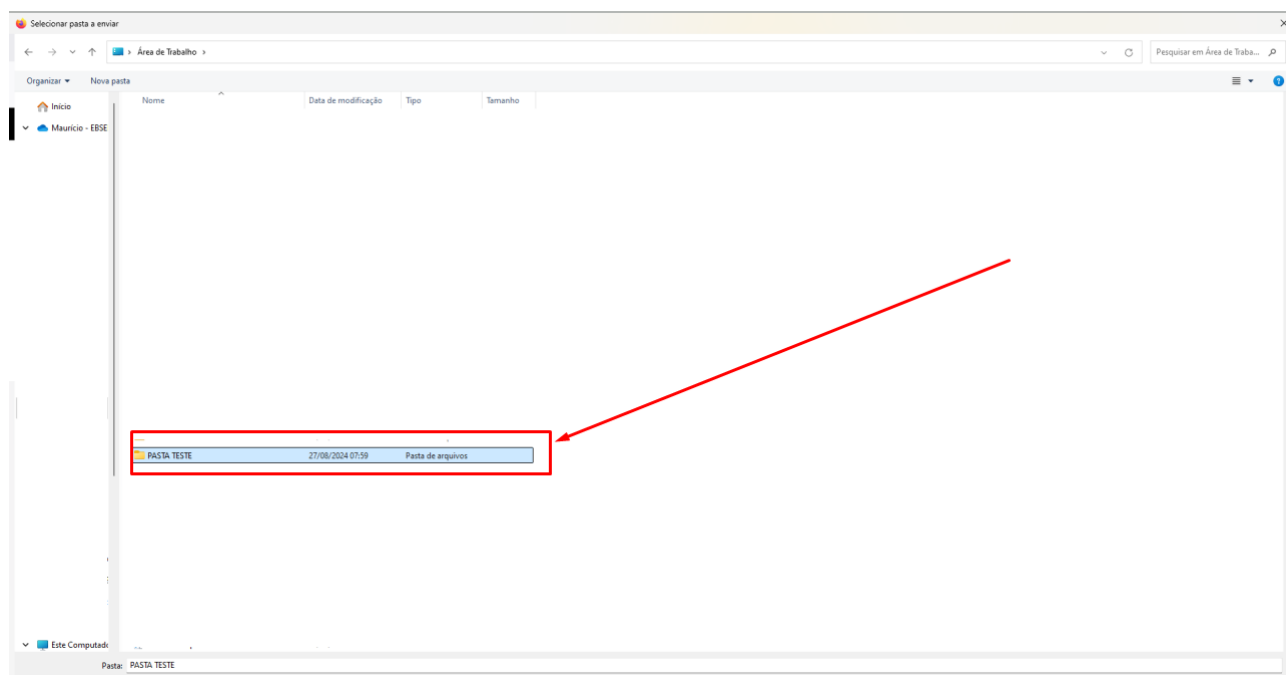 Selecionar pasta a enviar
Área de Trabalho
Pesquisar em Área de Traba...
Organizar
Nova pasta
Nome
Data de modificação
Tipo
Tamanho
Início
Maurício - EBSE
PASTA TESTE
27/08/2024 07:59
Pasta de arquivos
Este Computad
Pasta: PASTA TESTE